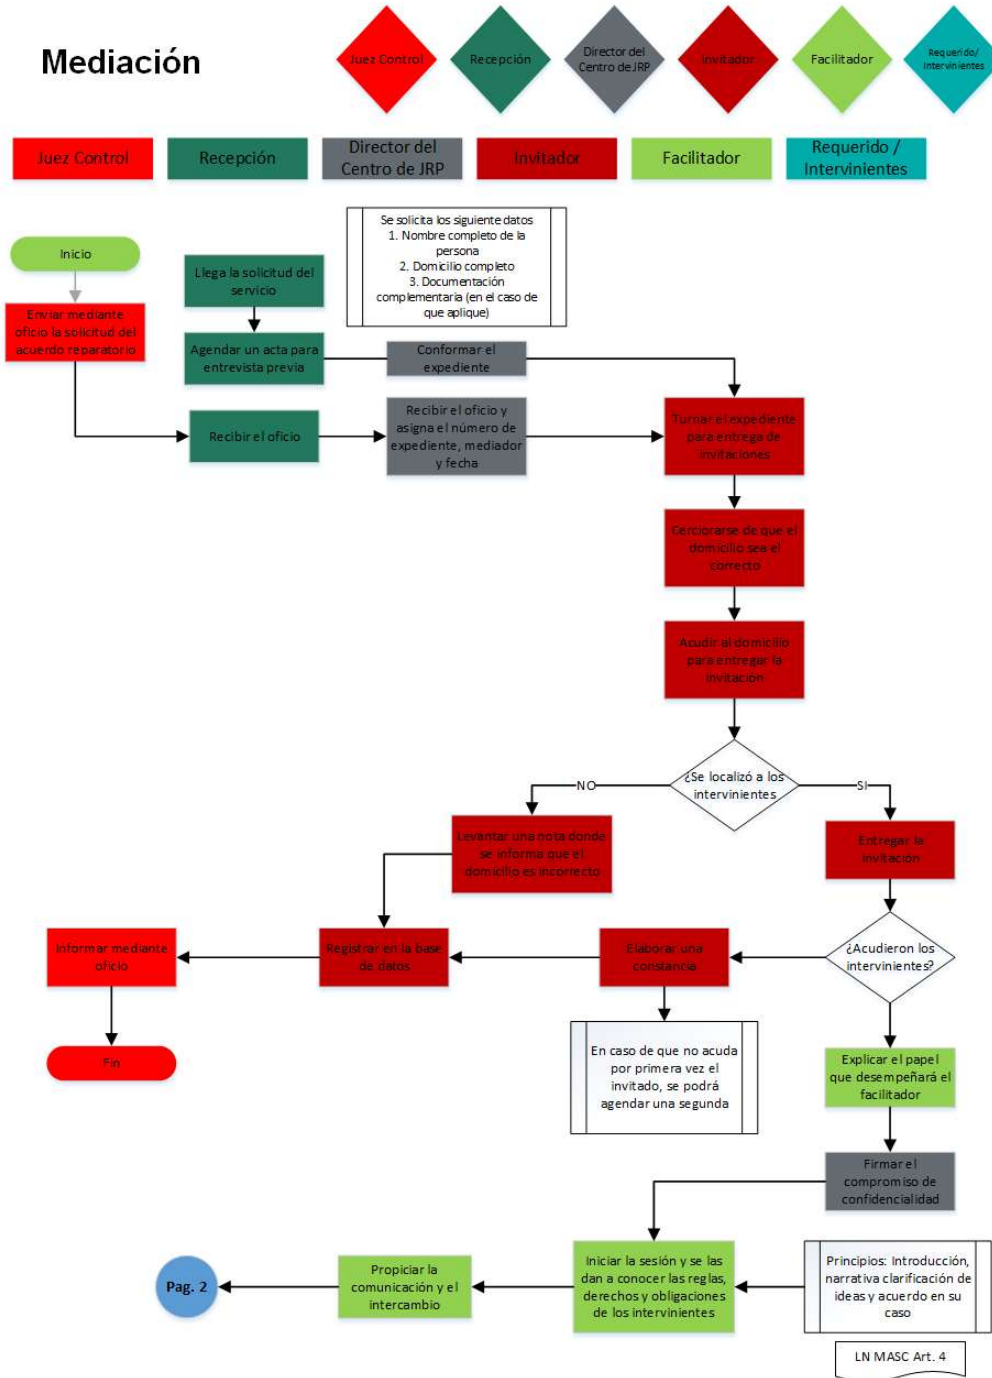 Mediación
Juez Control
Recepción
Director del
Centro de JRP
Invitador
Facilitador
Requerido/
Intervinientes
Juez Control
Recepción
Director del
Centro de JRP
Invitador
Facilitador
Requerido /
Intervinientes
Se solicita los siguiente datos
1. Nombre completo de la
persona
2. Domicilio completo
3. Documentación
complementaria (en el caso de
que aplique)
Inicio
Llega la solicitud del
servicio
Enviar mediante
oficio la solicitud del
acuerdo reparatorio
Agendar un acta para
entrevista previa
Conformar el
expediente
Recibir el oficio
Recibir el oficio y
asigna el número de
expediente, mediador
y fecha
Turnar el expediente
para entrega de
invitaciones
Cerciorarse de que el
domicilio sea el
correcto
Acudir al domicilio
para entregar la
invitación
¿Se localizó a los
intervinientes
NO
SI
Levantar una nota donde
se informa que el
domicilio es incorrecto
Entregar la
invitación
Informar mediante
oficio
Registrar en la base
de datos
Elaborar una
constancia
¿Acudieron los
intervinientes?
Fin
En caso de que no acuda
por primera vez el
invitado, se podrá
agendar una segunda
Explicar el papel
que desempeñará el
facilitador
Firmar el
compromiso de
confidencialidad
Pag. 2
Propiciar la
comunicación y el
intercambio
Iniciar la sesión y se las
dan a conocer las reglas,
derechos y obligaciones
de los intervinientes
Principios: Introducción,
narrativa clarificación de
ideas y acuerdo en su
caso
LN MASC Art. 4